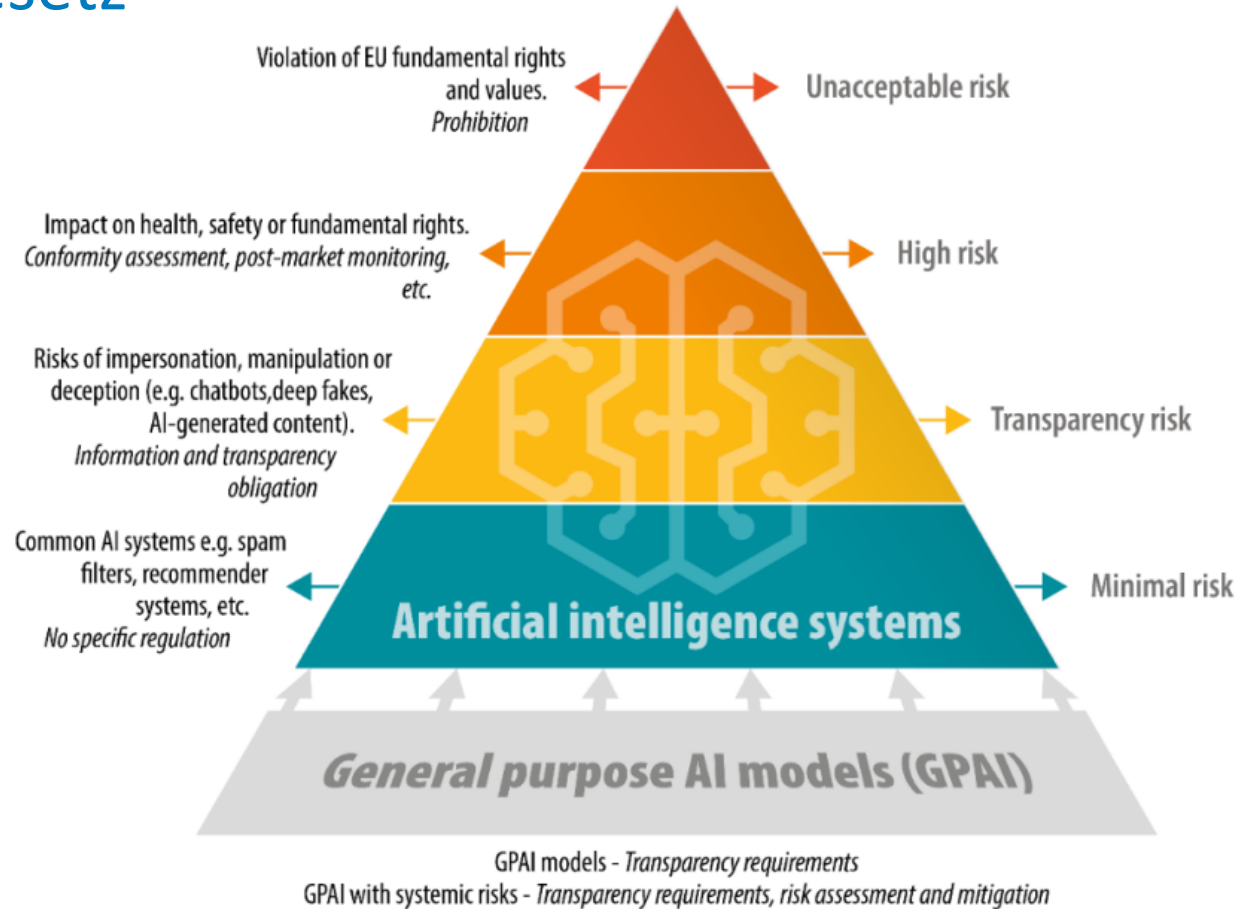 Violation of EU fundamental rights
and values.
Prohibition
Unacceptable risk
Impact on health, safety or fundamental rights.
Conformity assessment, post-market monitoring,
etc.
High risk
Risks of impersonation, manipulation or
deception (e.g. chatbots,deep fakes,
AI-generated content).
Information and transparency
obligation
Transparency risk
Common AI systems e.g. spam
filters, recommender
systems, etc.
No specific regulation
Minimal risk
Artificial intelligence systems
General purpose AI models (GPAI)
GPAI models - Transparency requirements
GPAI with systemic risks - Transparency requirements, risk assessment and mitigation